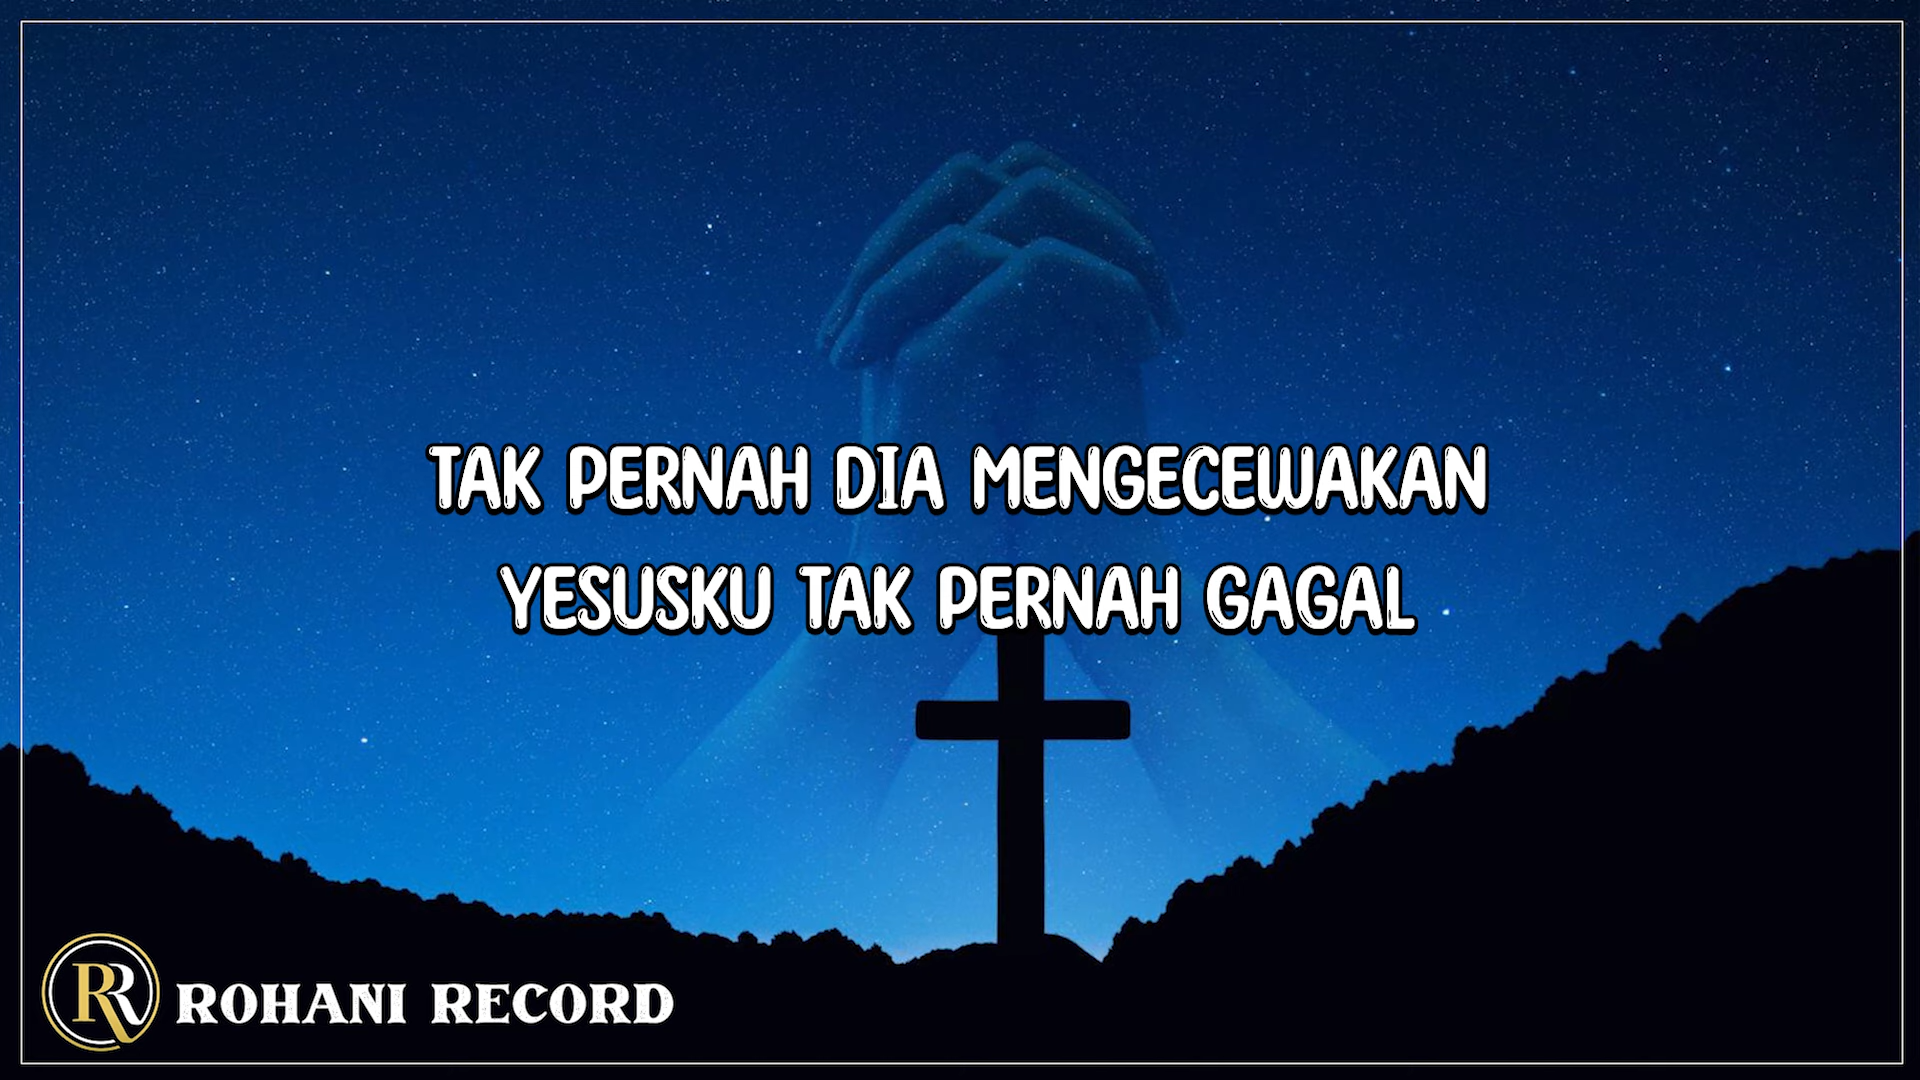 TAK PERNAH DIA MENGECEWAKAN
YESUSKU TAK PERNAH GAGAL
RR ROHANI RECORD